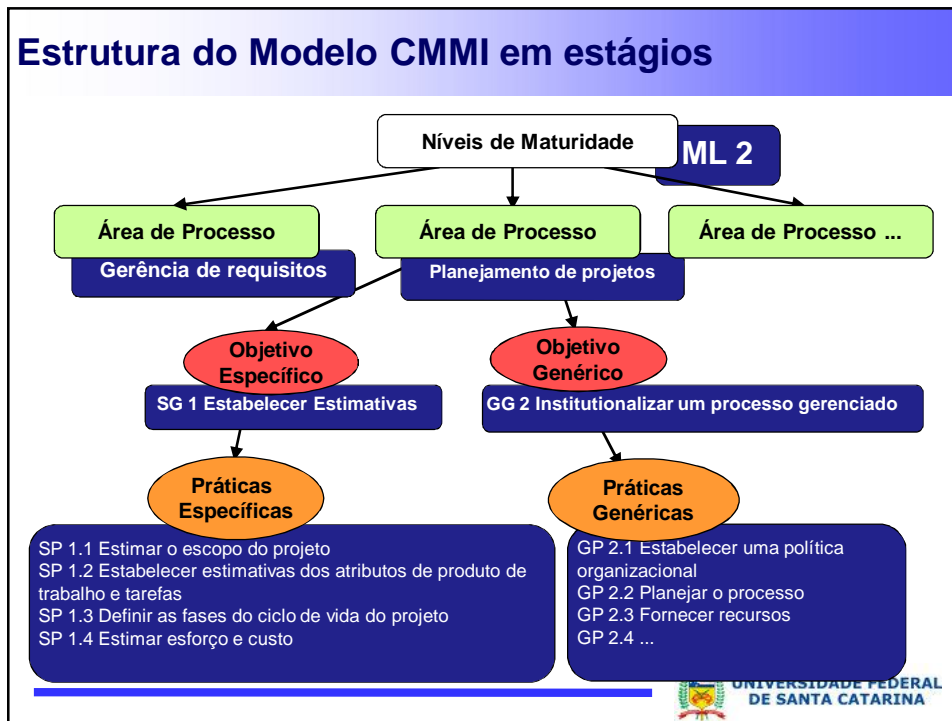 Estrutura do Modelo CMMI em estágios
Níveis de Maturidade
ML 2
Área de Processo
Área de Processo
Área de Processo ...
Gerência de requisitos
Planejamento de projetos
Objetivo
Específico
Objetivo
Genérico
SG 1 Estabelecer Estimativas
GG 2 Institutionalizar um processo gerenciado
Práticas
Específicas
Práticas
Genéricas
SP 1.1 Estimar o escopo do projeto
SP 1.2 Estabelecer estimativas dos atributos de produto de
trabalho e tarefas
SP 1.3 Definir as fases do ciclo de vida do projeto
SP 1.4 Estimar esforço e custo
GP 2.1 Estabelecer uma política
organizacional
GP 2.2 Planejar o processo
GP 2.3 Fornecer recursos
GP 2.4 ...
UNIVERSIDADE FEDERAL
DE SANTA CATARINA